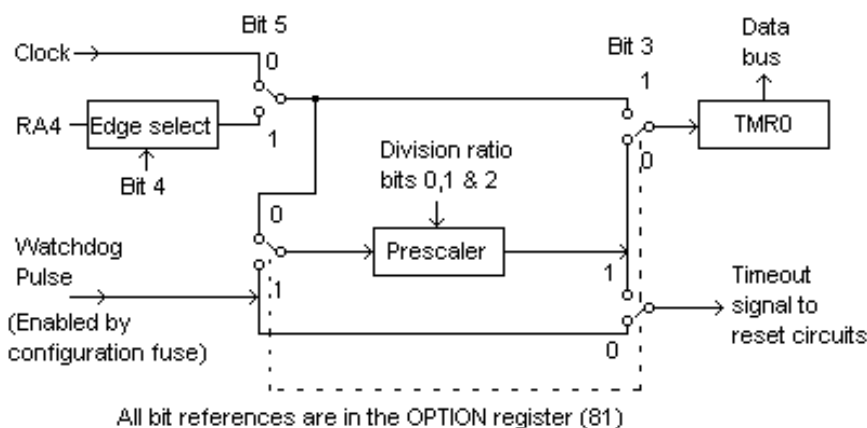 Bit 5
Data
bus
Bit 3
Clock
0
1
RA4
Edge select
1
TMR0
0
Bit 4
Division ratio
bits 0,1 & 2
0
Prescaler
Watchdog
Pulse
1
1
Timeout
signal to
reset circuits
(Enabled by
configuration fuse)
0
All bit references are in the OPTION register (81)